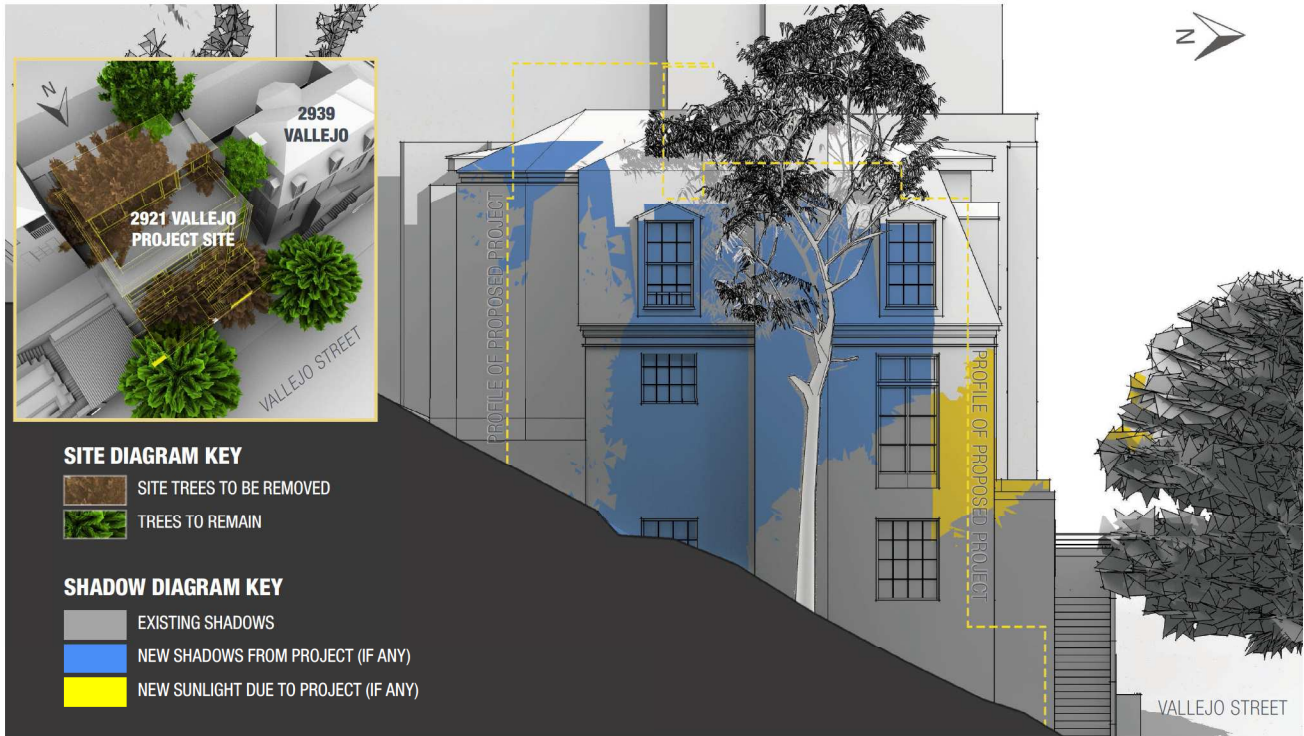 N
N
2939
VALLEJO
2921 VALLEJO
PROJECT SITE
VALLEJO STREET
PROFILE OF PROPOSED PROJECT
PROFILE OF PROPOSED PROJECT
SITE DIAGRAM KEY
SITE TREES TO BE REMOVED
TREES TO REMAIN
SHADOW DIAGRAM KEY
EXISTING SHADOWS
NEW SHADOWS FROM PROJECT (IF ANY)
NEW SUNLIGHT DUE TO PROJECT (IF ANY)
VALLEJO STREET